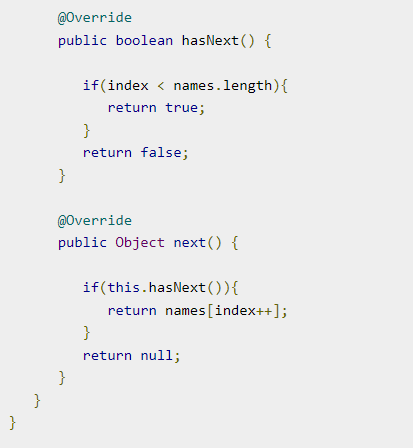 @Override
public boolean hasNext() {
if(index < names.length){
return true;
}
return false;
}
@Override
public Object next() {
if(this.hasNext()){
return names[index++];
}
return null;
}
}
}